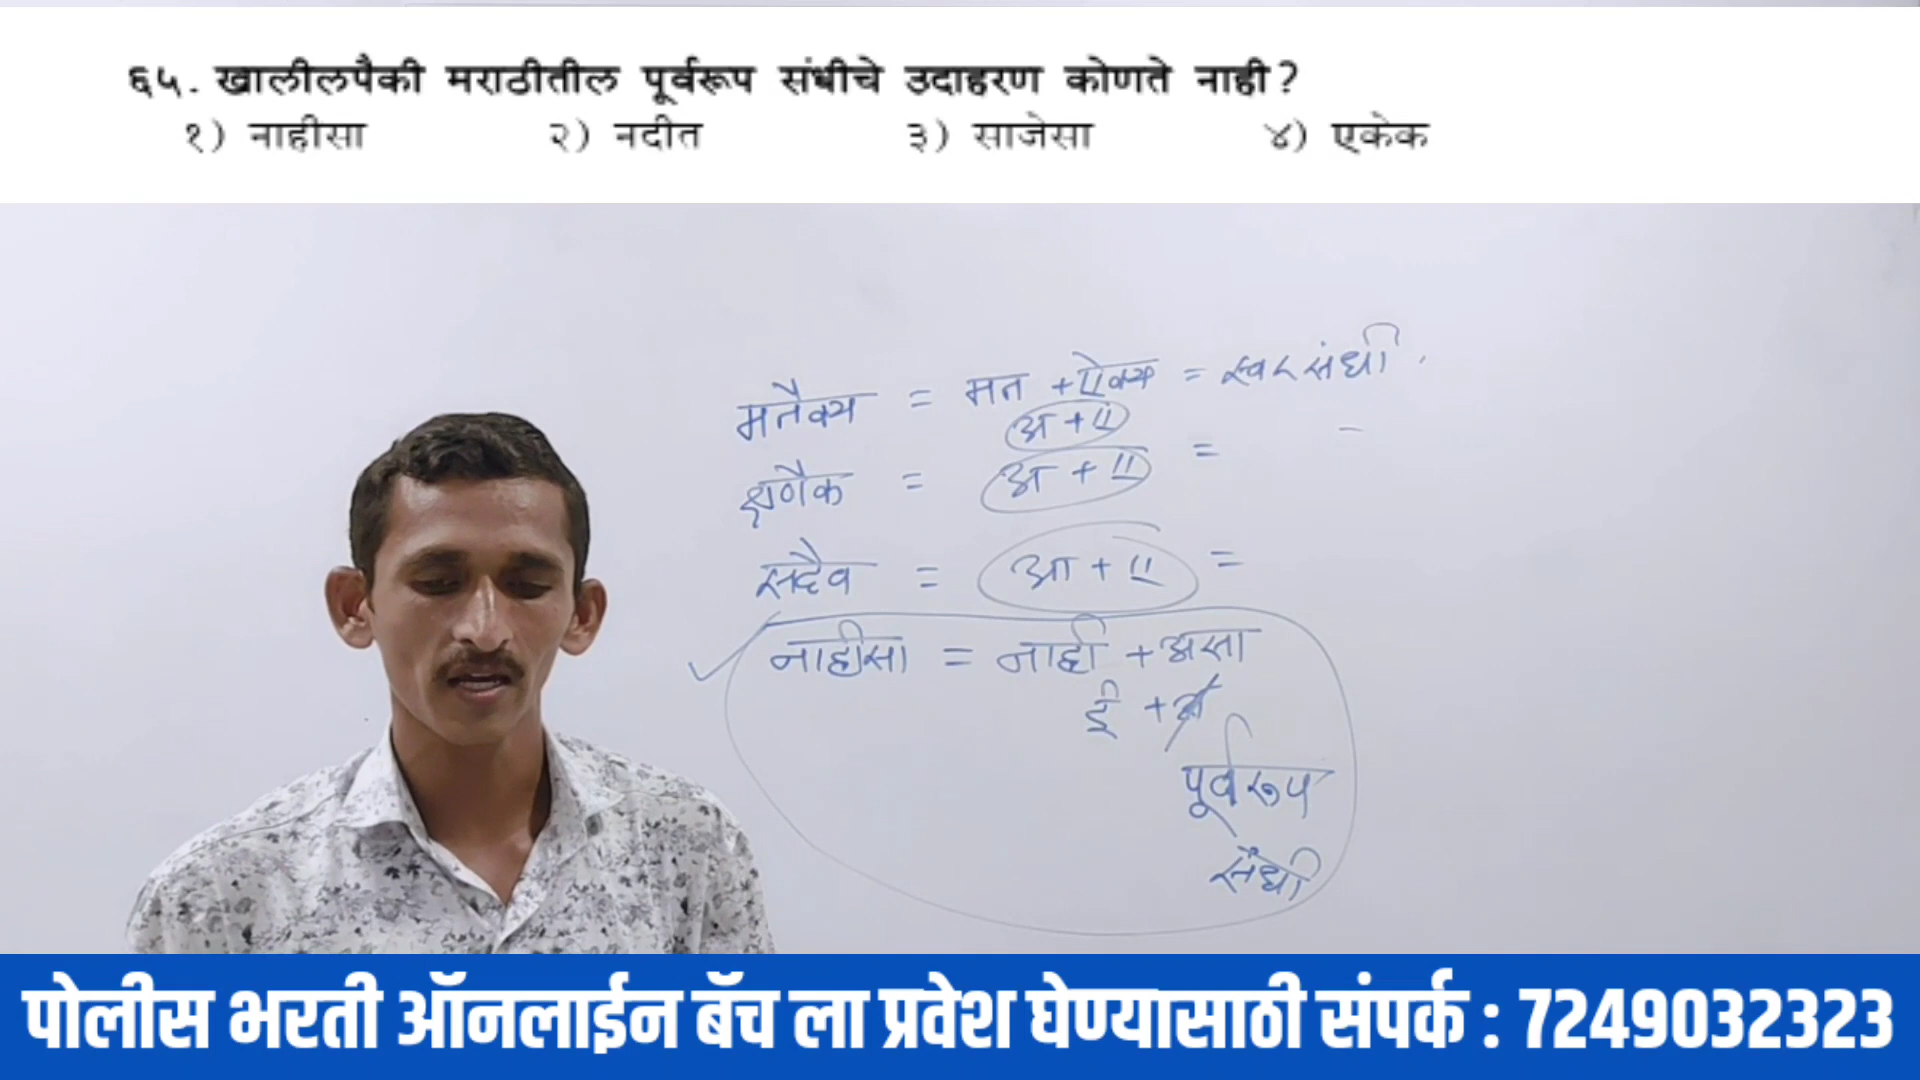 ६५. खालीलपैकी मराठीतील पूर्वरूप संधीचे उदाहरण कोणते नाही?
१) नाहीसा २) नदीत ३) साजेसा ४) एकेक
मतैक्य = मत + ऐक्य = स्वर संधी.
अ + ऐ
क्षणैक = अ + ए =
सदैव = आ + ए =
नाहीसा = नाही + असा
ई + अ
पूर्वरूप
संधी
पोलीस भरती ऑनलाईन बॅच ला प्रवेश घेण्यासाठी संपर्क : 7249032323